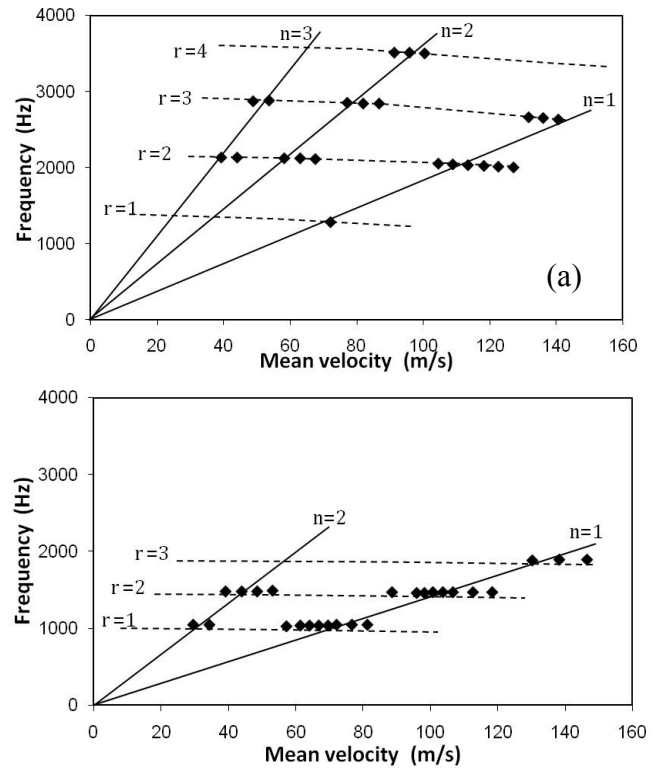 4000
3000
2000
1000
0
Frequency (Hz)
r=4
r=3
r=2
r=1
n=3
n=2
n=1
(a)
0 20 40 60 80 100 120 140 160
Mean velocity (m/s)
4000
3000
2000
1000
0
Frequency (Hz)
n=2
n=1
r=3
r=2
r=1
0 20 40 60 80 100 120 140 160
Mean velocity (m/s)